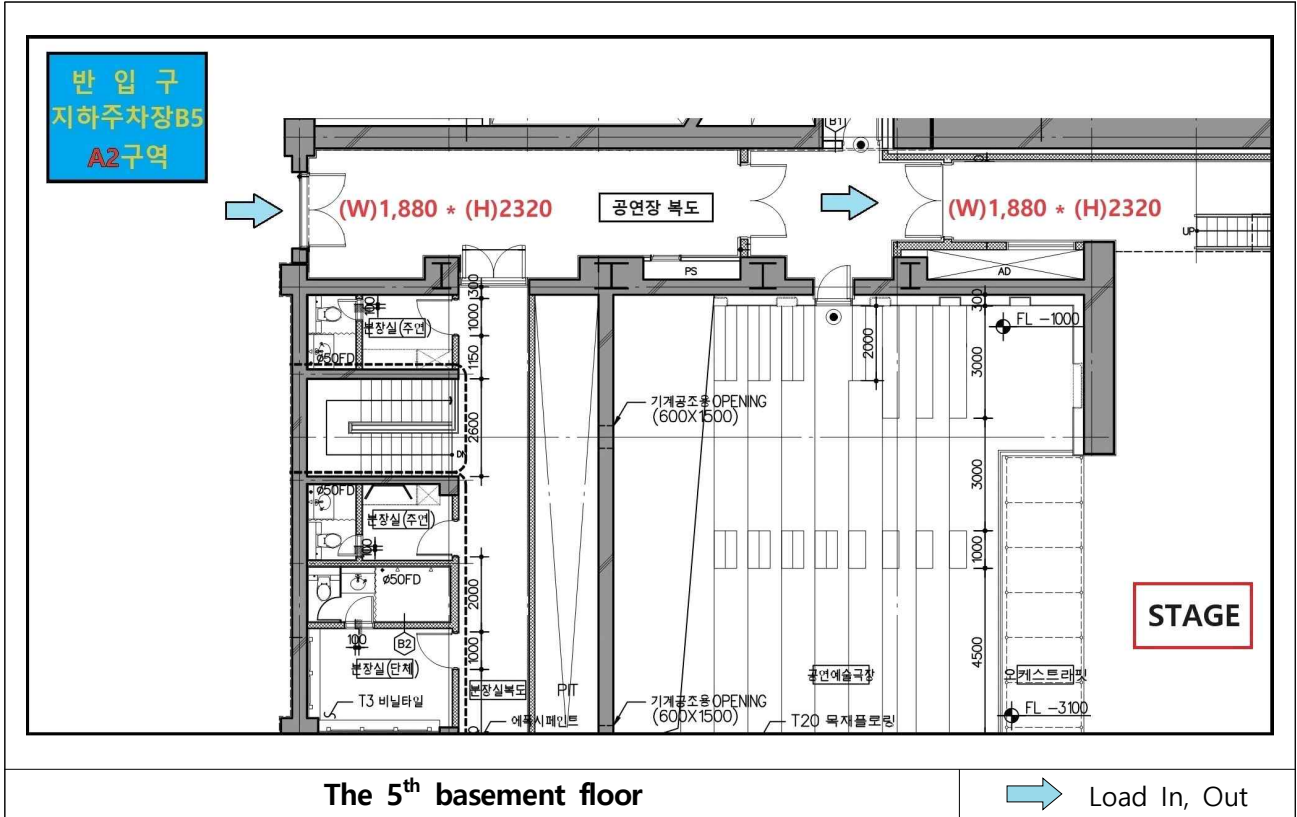 반 입 구
지하주차장B5
A2구역
B1
(W)1,880 * (H)2320
공연장 복도
(W)1,880 * (H)2320
UP
PS
AD
300
100
1000
분장실(주연)
1150
ø50FD
2600
DN
ø50FD
분장실(주연)
100
ø50FD
2000
100
B2
1000
분장실(단체)
T3 비닐타일
분장실복도
에폭시페인트
PIT
기계공조용OPENING
(600X1500)
기계공조용OPENING
(600X1500)
2000
300
FL -1000
3000
3000
1000
4500
공연예술극장
T20 목재플로링
오케스트라핏
FL -3100
STAGE
The 5th basement floor
Load In, Out